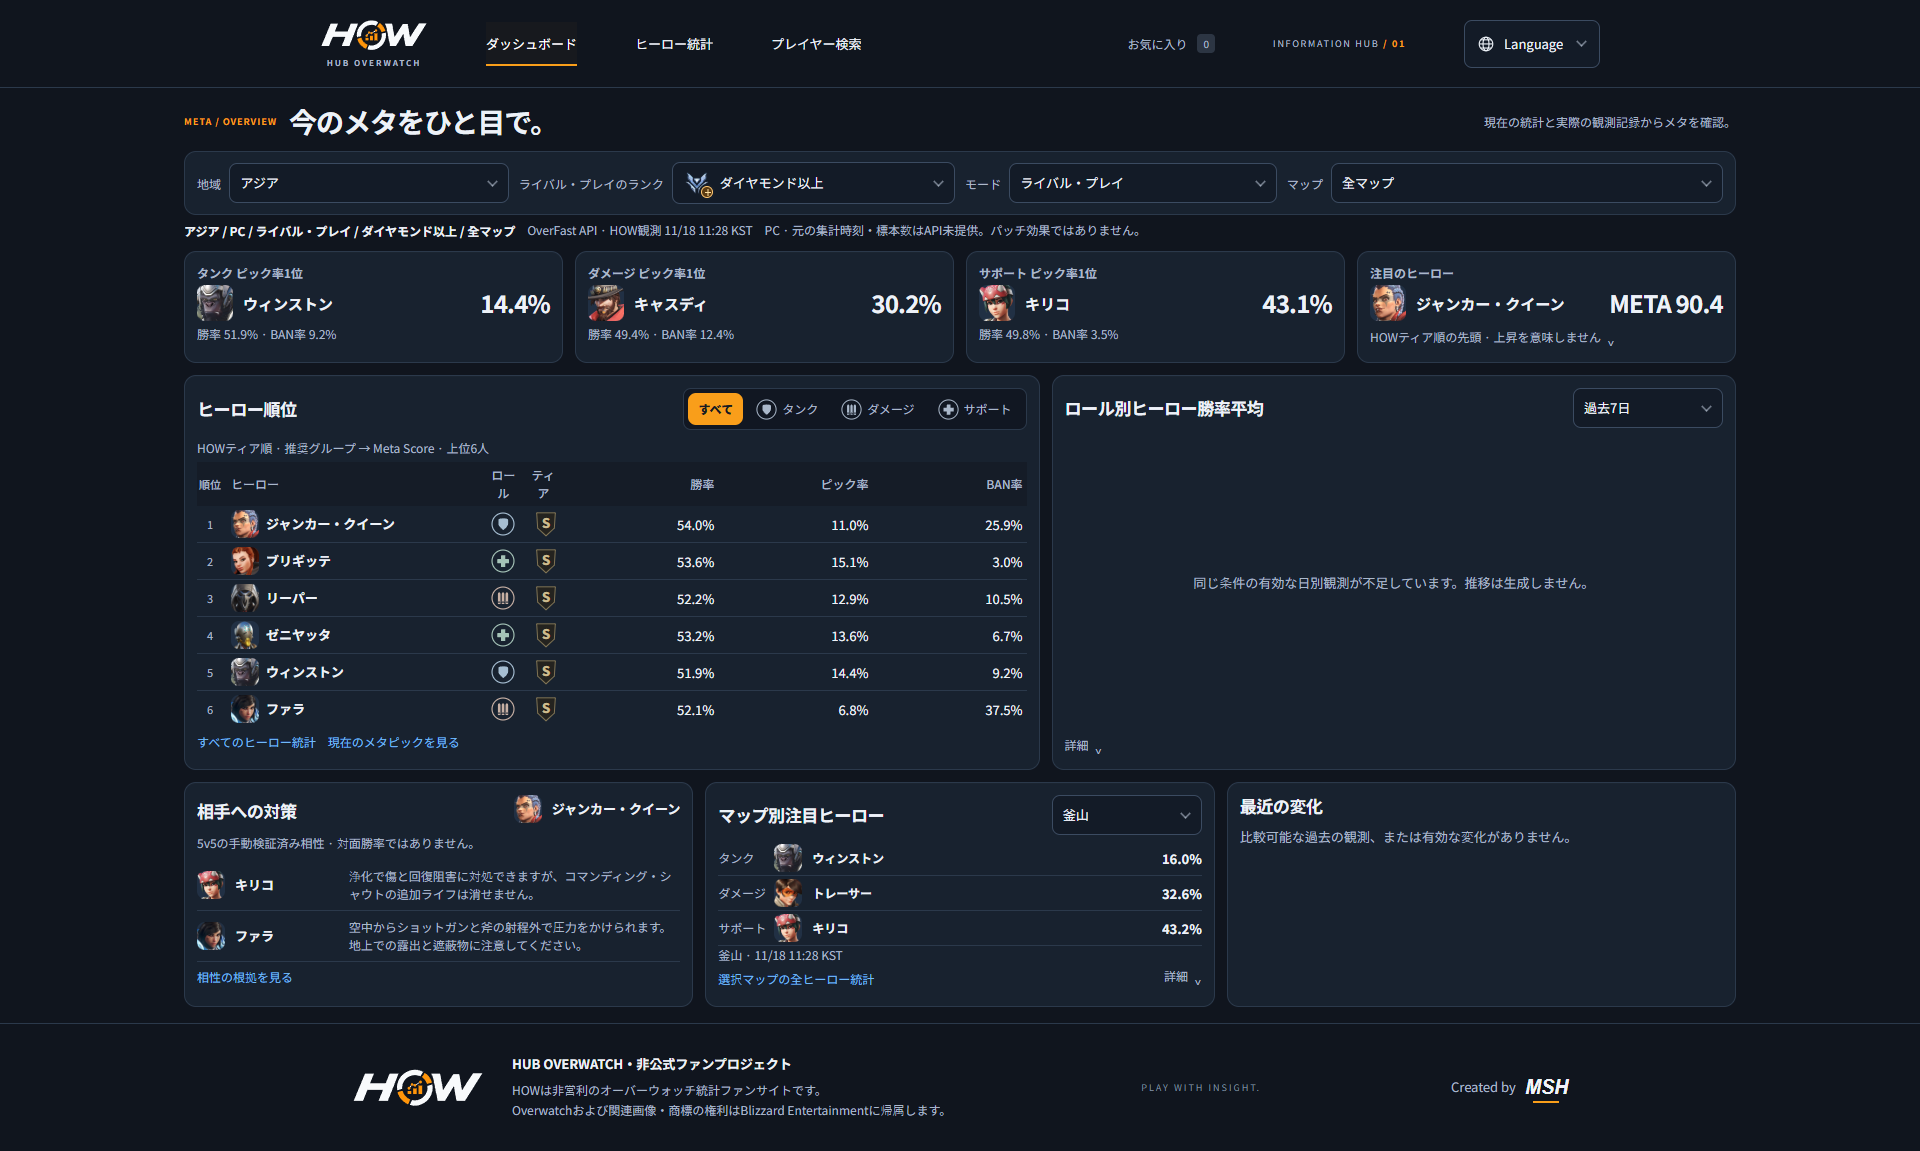 HOW
HUB OVERWATCH
ダッシュボード
ヒーロー統計
プレイヤー検索
お気に入り 0
INFORMATION HUB / 01
Language
META / OVERVIEW
今のメタをひと目で。
現在の統計と実際の観測記録からメタを確認。
地域
アジア
ライバル・プレイのランク
ダイヤモンド以上
モード
ライバル・プレイ
マップ
全マップ
アジア / PC / ライバル・プレイ / ダイヤモンド以上 / 全マップ OverFast API · HOW観測 11/18 11:28 KST PC · 元の集計時刻・標本数はAPI未提供。パッチ効果ではありません。
タンク ピック率1位
ウィンストン 14.4%
勝率 51.9% · BAN率 9.2%
ダメージ ピック率1位
キャスディ 30.2%
勝率 49.4% · BAN率 12.4%
サポート ピック率1位
キリコ 43.1%
勝率 49.8% · BAN率 3.5%
注目のヒーロー
ジャンカー・クイーン META 90.4
HOWティア順の先頭 · 上昇を意味しません
ヒーロー順位
すべて タンク ダメージ サポート
HOWティア順 · 推奨グループ → Meta Score · 上位6人
順位 ヒーロー ロール ティア 勝率 ピック率 BAN率
1 ジャンカー・クイーン S 54.0% 11.0% 25.9%
2 ブリギッテ S 53.6% 15.1% 3.0%
3 リーパー S 52.2% 12.9% 10.5%
4 ゼニヤッタ S 53.2% 13.6% 6.7%
5 ウィンストン S 51.9% 14.4% 9.2%
6 ファラ S 52.1% 6.8% 37.5%
すべてのヒーロー統計 現在のメタピックを見る
ロール別ヒーロー勝率平均
過去7日
同じ条件の有効な日別観測が不足しています。推移は生成しません。
詳細
相手への対策
ジャンカー・クイーン
5v5の手動検証済み相性 · 対面勝率ではありません。
キリコ
浄化で傷と回復阻害に対処できますが、コマンディング・シ
ャウトの追加ライフは消せません。
ファラ
空中からショットガンと斧の射程外で圧力をかけられます。
地上での露出と遮蔽物に注意してください。
相性の根拠を見る
マップ別注目ヒーロー
釜山
タンク ウィンストン 16.0%
ダメージ トレーサー 32.6%
サポート キリコ 43.2%
釜山 · 11/18 11:28 KST
選択マップの全ヒーロー統計
詳細
最近の変化
比較可能な過去の観測、または有効な変化がありません。
HOW
HUB OVERWATCH・非公式ファンプロジェクト
HOWは非営利のオーバーウォッチ統計ファンサイトです。
Overwatchおよび関連画像・商標の権利はBlizzard Entertainmentに帰属します。
PLAY WITH INSIGHT.
Created by MSH